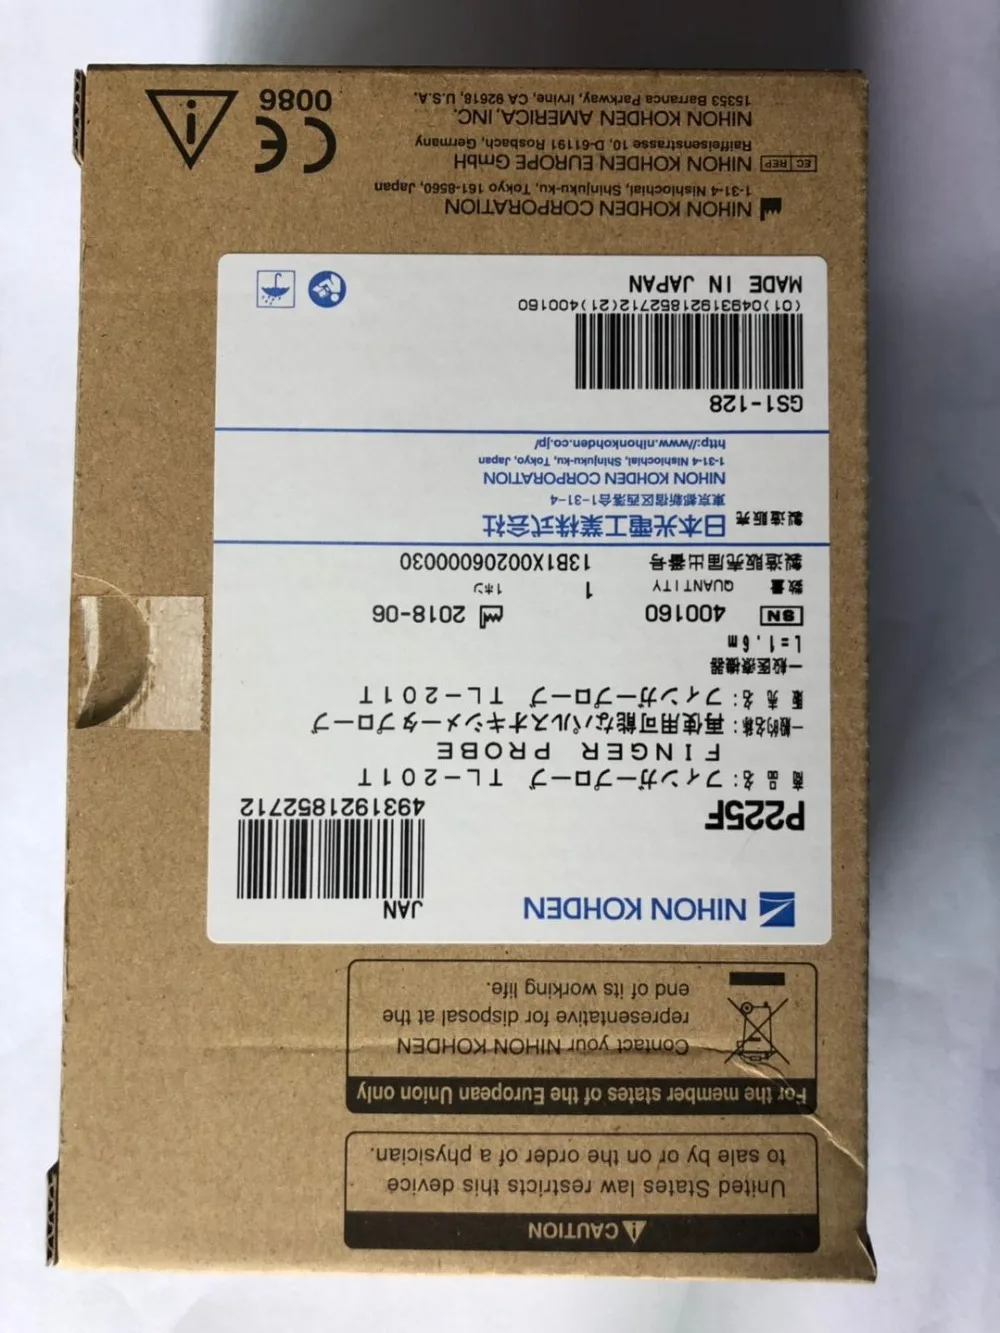 ⚠ CAUTION
United States law restricts this device
to sale by or on the order of a physician.
For the member states of the European Union only
Contact your NIHON KOHDEN
representative for disposal at the
end of its working life.
NIHON KOHDEN
JAN
4931921852712
P225F
商品名: フィンガープローブ TL-201T
FINGER PROBE
一般的名称: 再使用可能なパルスオキシメータプローブ
販売名: フィンガープローブ TL-201T
一般医療機器
L=1.6m
SN 400160 2018-06
数量 QUANTITY 1 1ホン
製造販売届出番号 13B1X00206000030
製造販売 日本光電工業株式会社
東京都新宿区西落合1-31-4
NIHON KOHDEN CORPORATION
1-31-4 Nishiochiai, Shinjuku-ku, Tokyo, Japan
http://www.nihonkohden.co.jp/
GS1-128
(01)04931921852712(21)400160
MADE IN JAPAN
NIHON KOHDEN CORPORATION
1-31-4 Nishiochiai, Shinjuku-ku, Tokyo 161-8560, Japan
EC REP NIHON KOHDEN EUROPE GmbH
Raiffeisenstrasse 10, D-61191 Rosbach, Germany
NIHON KOHDEN AMERICA, INC.
15353 Barranca Parkway, Irvine, CA 92618, U.S.A.
CE
0086